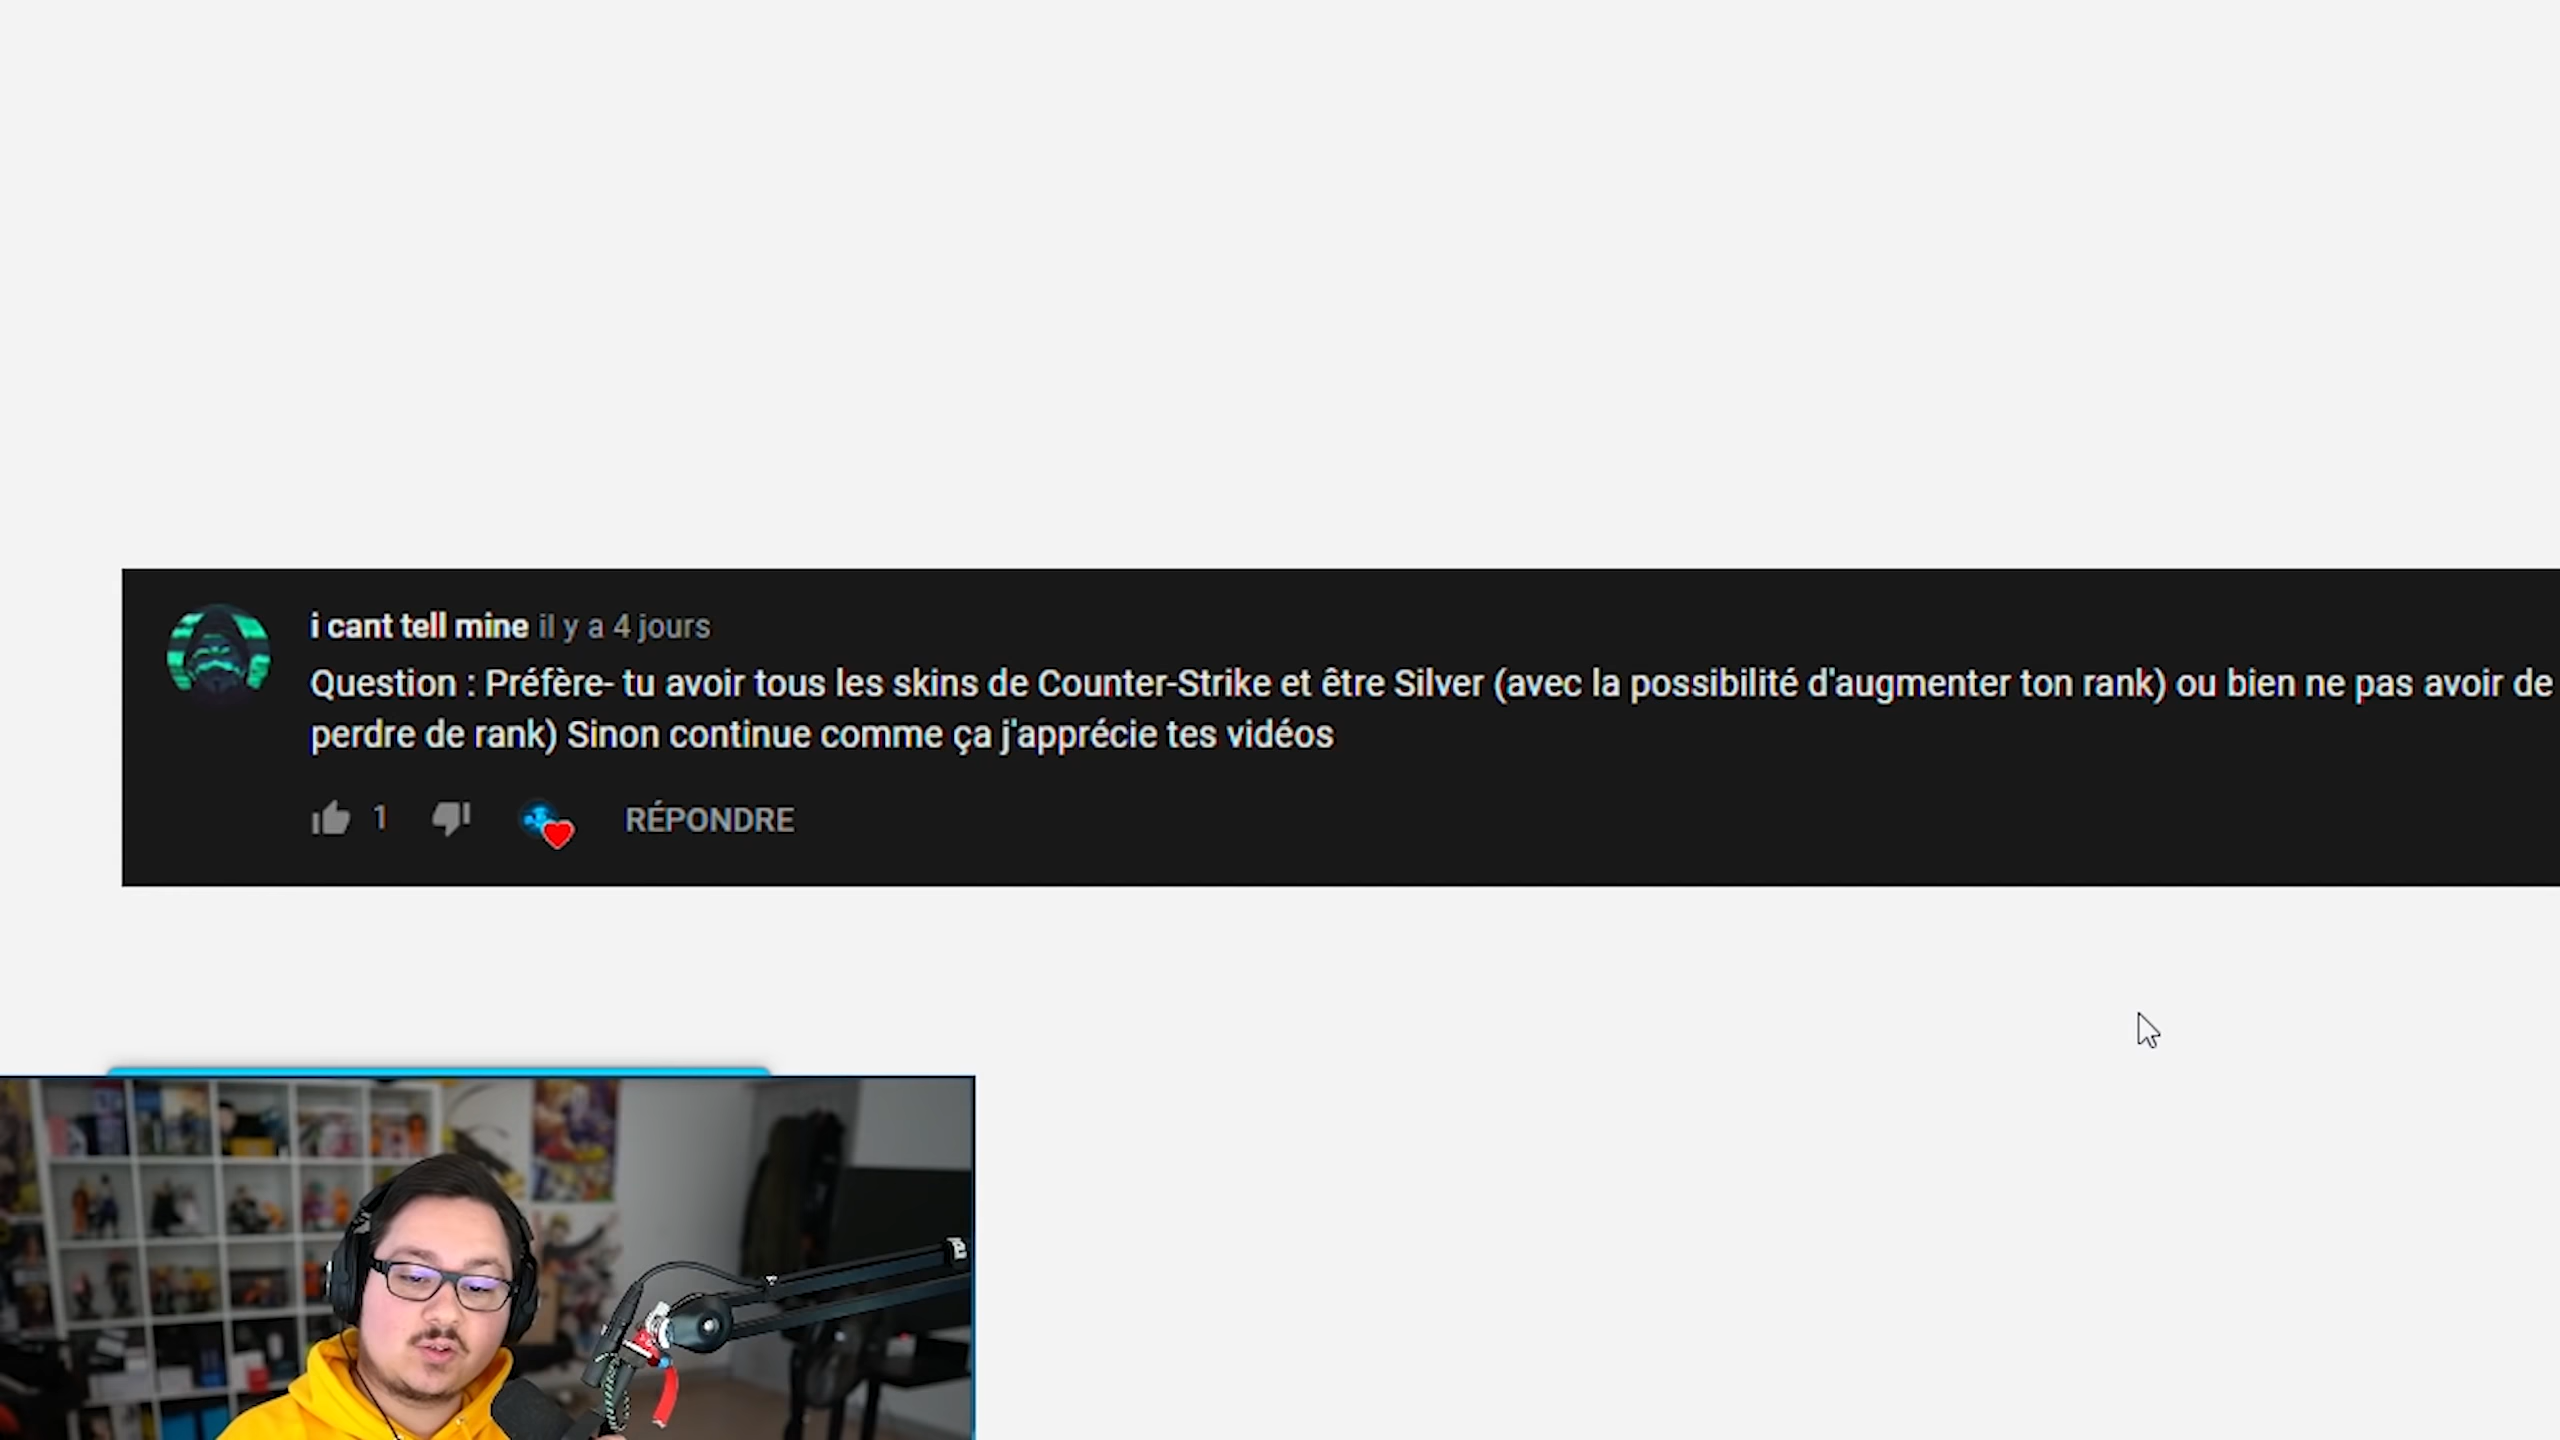 i cant tell mine il y a 4 jours
Question : Préfère- tu avoir tous les skins de Counter-Strike et être Silver (avec la possibilité d'augmenter ton rank) ou bien ne pas avoir de
perdre de rank) Sinon continue comme ça j'apprécie tes vidéos
1 RÉPONDRE